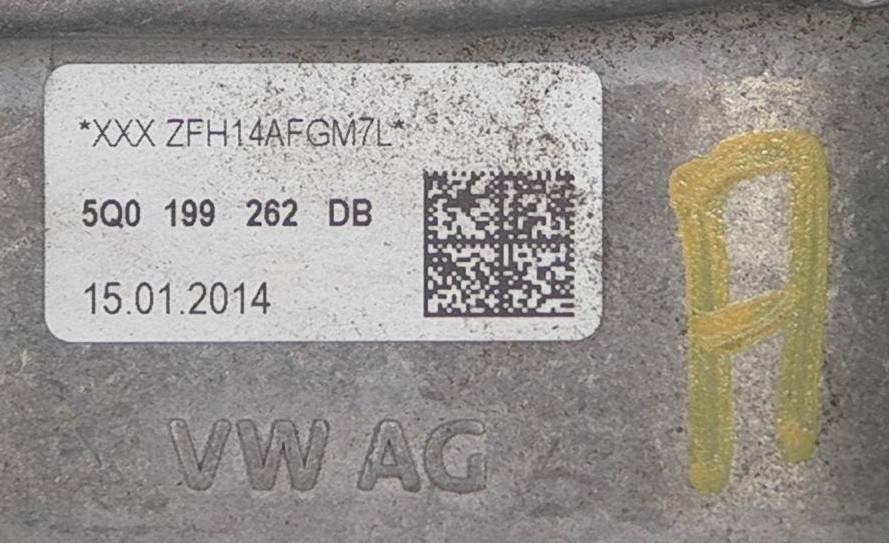 *XXX ZFH14AFGM7L*
5Q0 199 262 DB
15.01.2014
VW AG
A